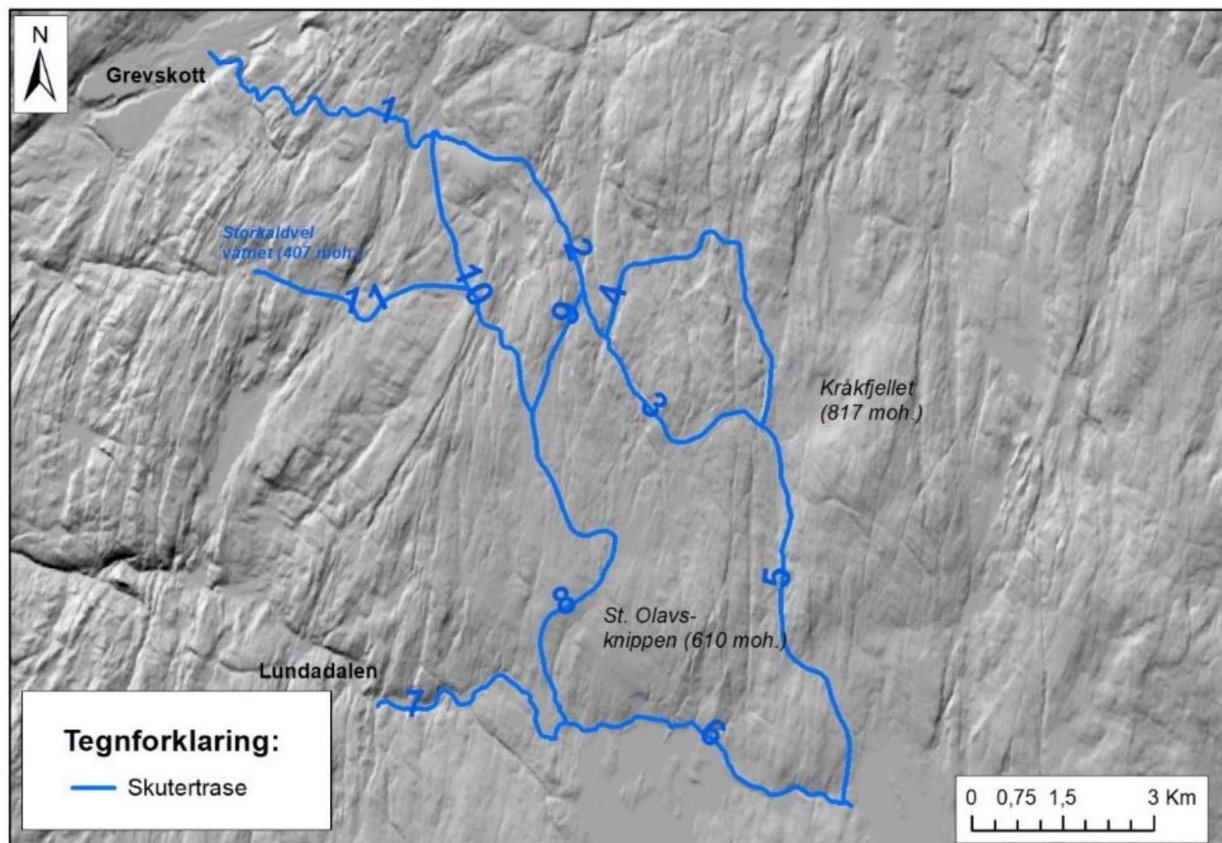 N
Grevskott
1
Storkaldvel
vatnet (407 moh.)
2
10
11
9
4
3
Kråkfjellet
(817 moh.)
5
8
St. Olavs-
knippen (610 moh.)
Lundadalen
7
6
Tegnforklaring:
Skutertrase
0 0,75 1,5 3 Km